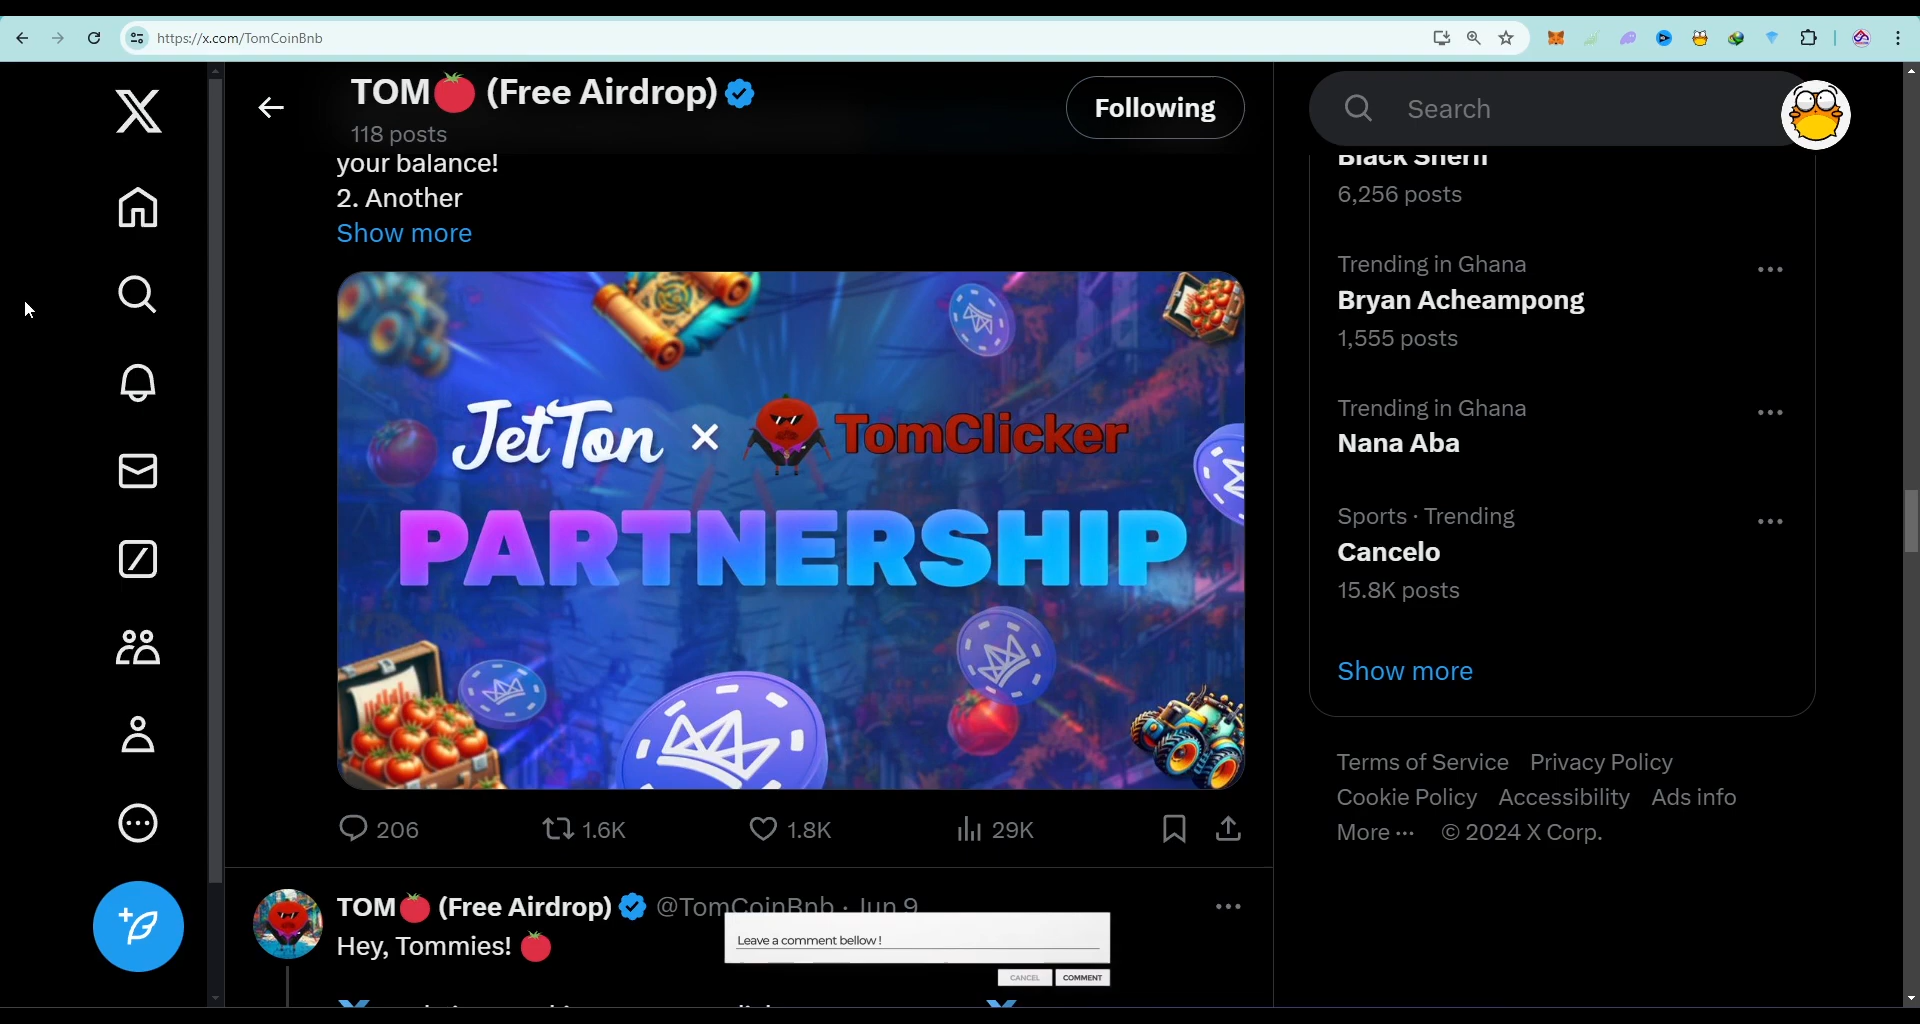 https://x.com/TomCoinBnb
TOM🍅 (Free Airdrop)
118 posts
Following
Search
your balance!
2. Another
Show more
JetTon × TomClicker
PARTNERSHIP
206
1.6K
1.8K
29K
TOM🍅 (Free Airdrop) @TomCoinBnb · Jun 9
Hey, Tommies! 🍅
Leave a comment bellow !
CANCEL
COMMENT
Black Sherif
6,256 posts
Trending in Ghana
Bryan Acheampong
1,555 posts
Trending in Ghana
Nana Aba
Sports · Trending
Cancelo
15.8K posts
Show more
Terms of Service Privacy Policy
Cookie Policy Accessibility Ads info
More ··· © 2024 X Corp.